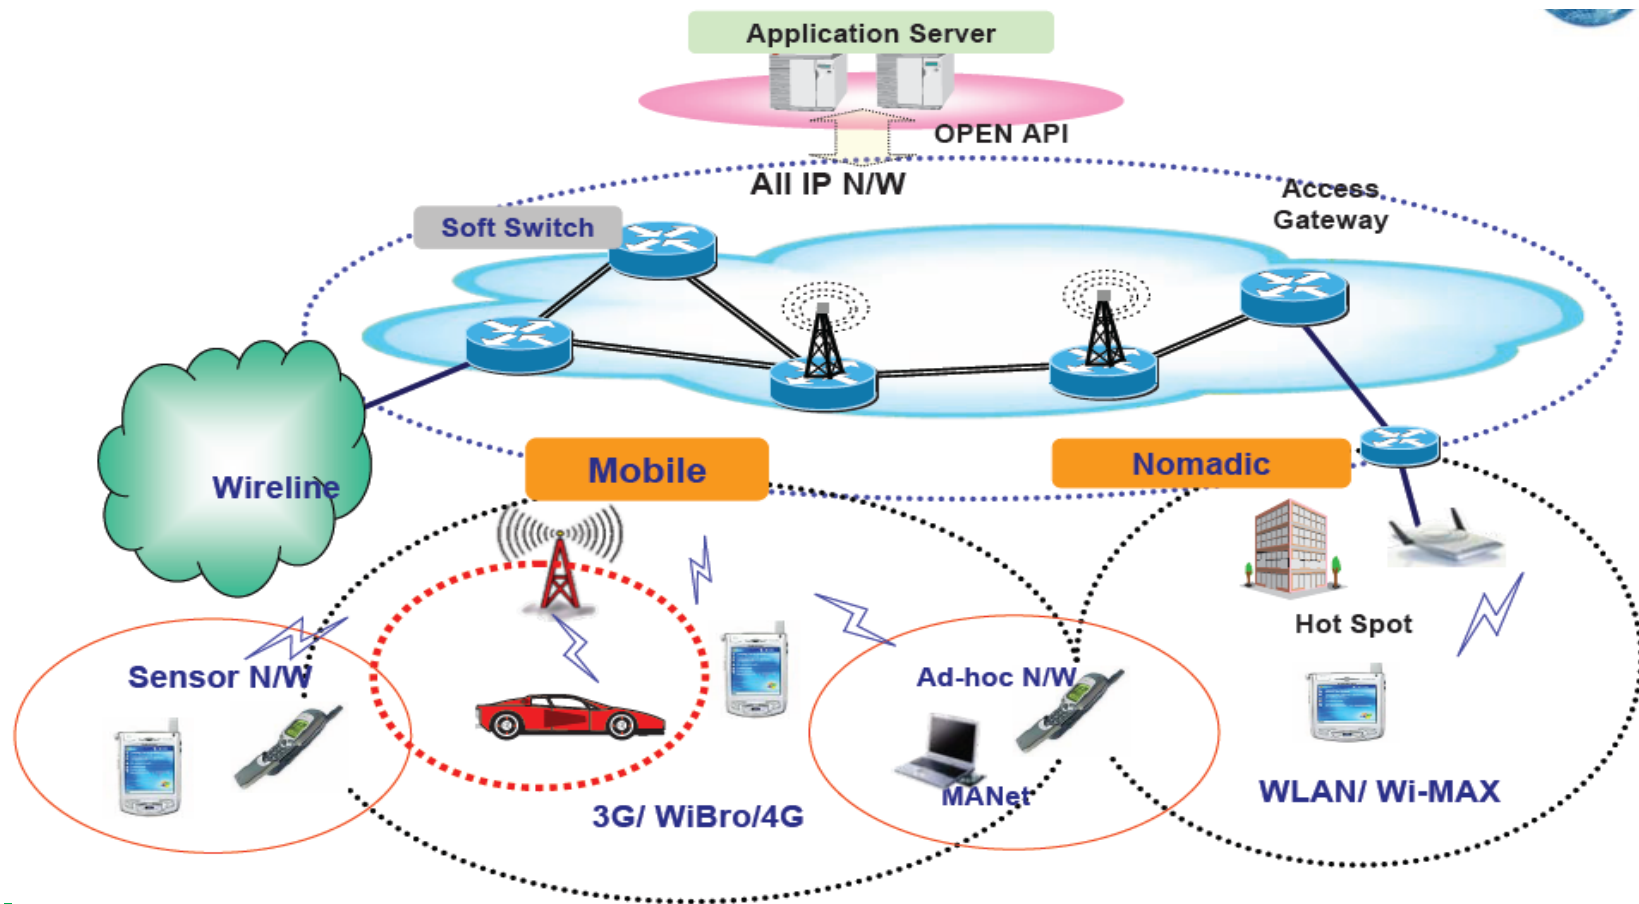 Application Server
OPEN API
All IP N/W
Access
Gateway
Soft Switch
Wireline
Mobile
Nomadic
Hot Spot
Sensor N/W
Ad-hoc N/W
MANet
3G/ WiBro/4G
WLAN/ Wi-MAX